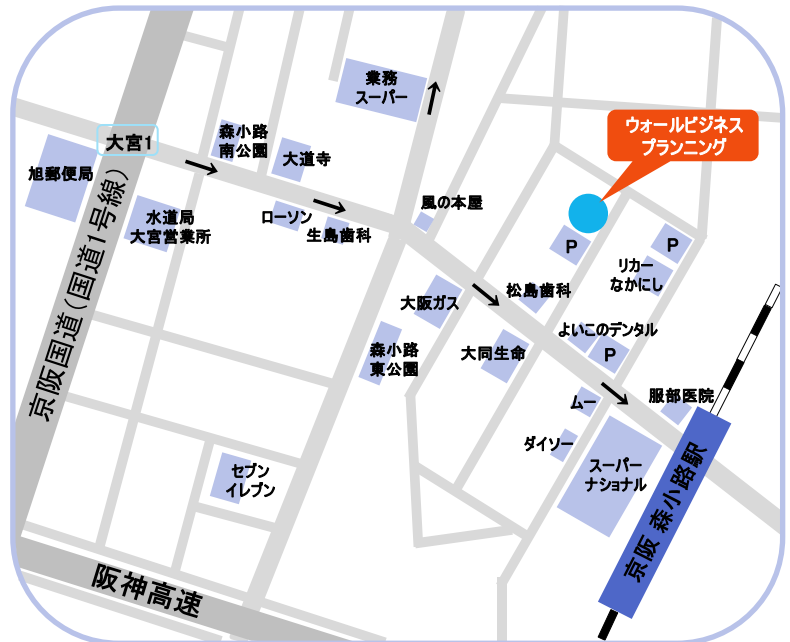 業務
スーパー
ウォールビジネス
プランニング
森小路
南公園
大宮1
大道寺
旭郵便局
風の本屋
水道局
大宮営業所
ローソン
生島歯科
P
P
リカー
なかにし
京阪国道(国道1号線)
大阪ガス
松島歯科
よいこのデンタル
P
森小路
東公園
大同生命
ムー
服部医院
ダイソー
スーパー
ナショナル
セブン
イレブン
京阪 森小路駅
阪神高速